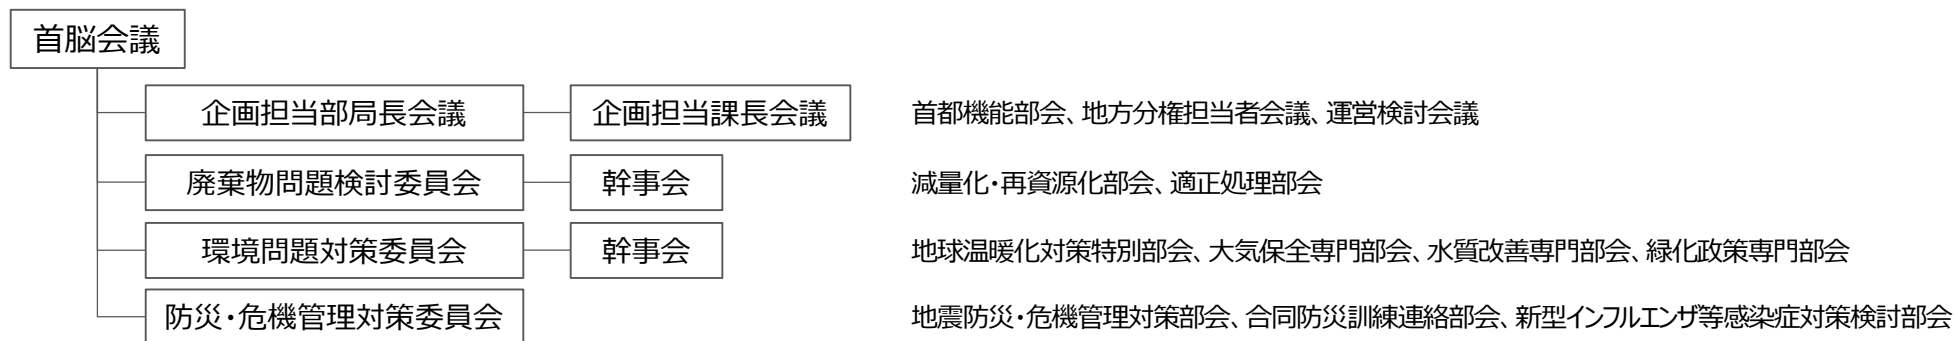 首脳会議
企画担当部局長会議 企画担当課長会議 首都機能部会、地方分権担当者会議、運営検討会議
廃棄物問題検討委員会 幹事会 減量化・再資源化部会、適正処理部会
環境問題対策委員会 幹事会 地球温暖化対策特別部会、大気保全専門部会、水質改善専門部会、緑化政策専門部会
防災・危機管理対策委員会 地震防災・危機管理対策部会、合同防災訓練連絡部会、新型インフルエンザ等感染症対策検討部会